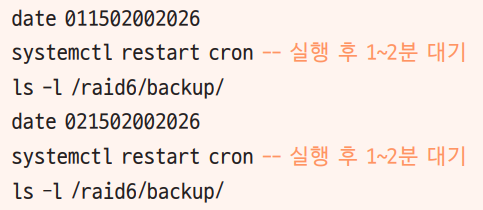 date 011502002026
systemctl restart cron -- 실행 후 1~2분 대기
ls -l /raid6/backup/
date 021502002026
systemctl restart cron -- 실행 후 1~2분 대기
ls -l /raid6/backup/